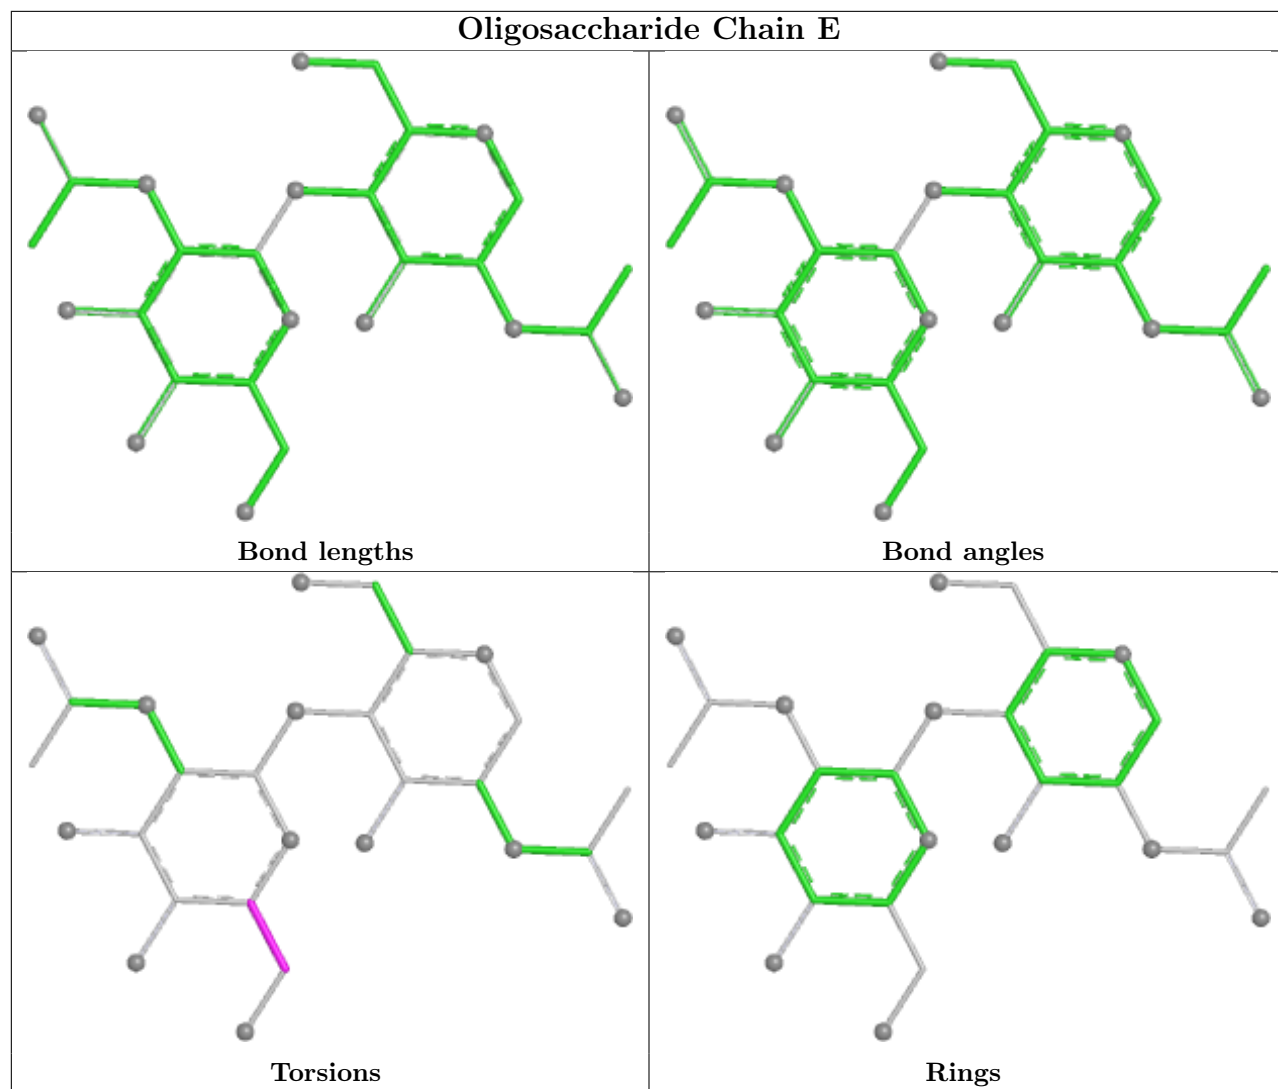 Oligosaccharide Chain E
Bond lengths
Bond angles
Torsions
Rings